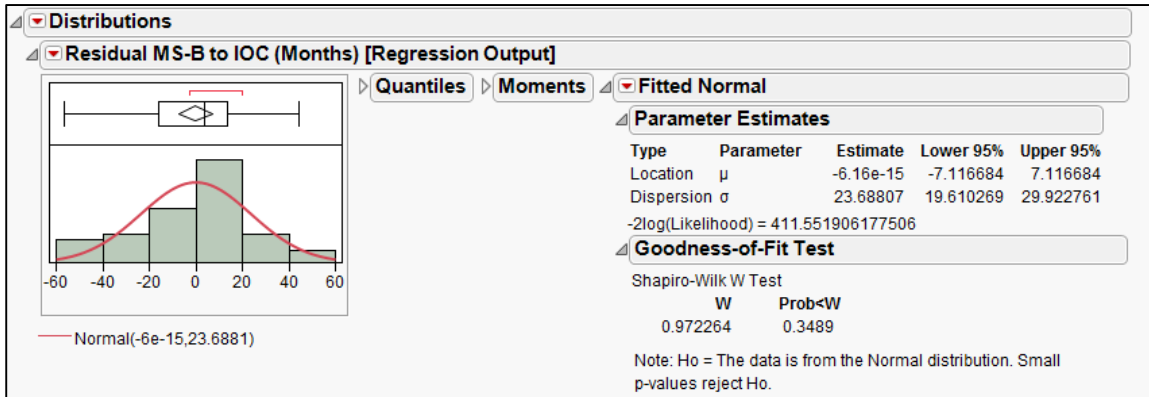 Distributions
Residual MS-B to IOC (Months) [Regression Output]
-60 -40 -20 0 20 40 60
Normal(-6e-15,23.6881)
Quantiles
Moments
Fitted Normal
Parameter Estimates
Type Parameter Estimate Lower 95% Upper 95%
Location μ -6.16e-15 -7.116684 7.116684
Dispersion σ 23.68807 19.610269 29.922761
-2log(Likelihood) = 411.551906177506
Goodness-of-Fit Test
Shapiro-Wilk W Test
W Prob<W
0.972264 0.3489
Note: Ho = The data is from the Normal distribution. Small
p-values reject Ho.